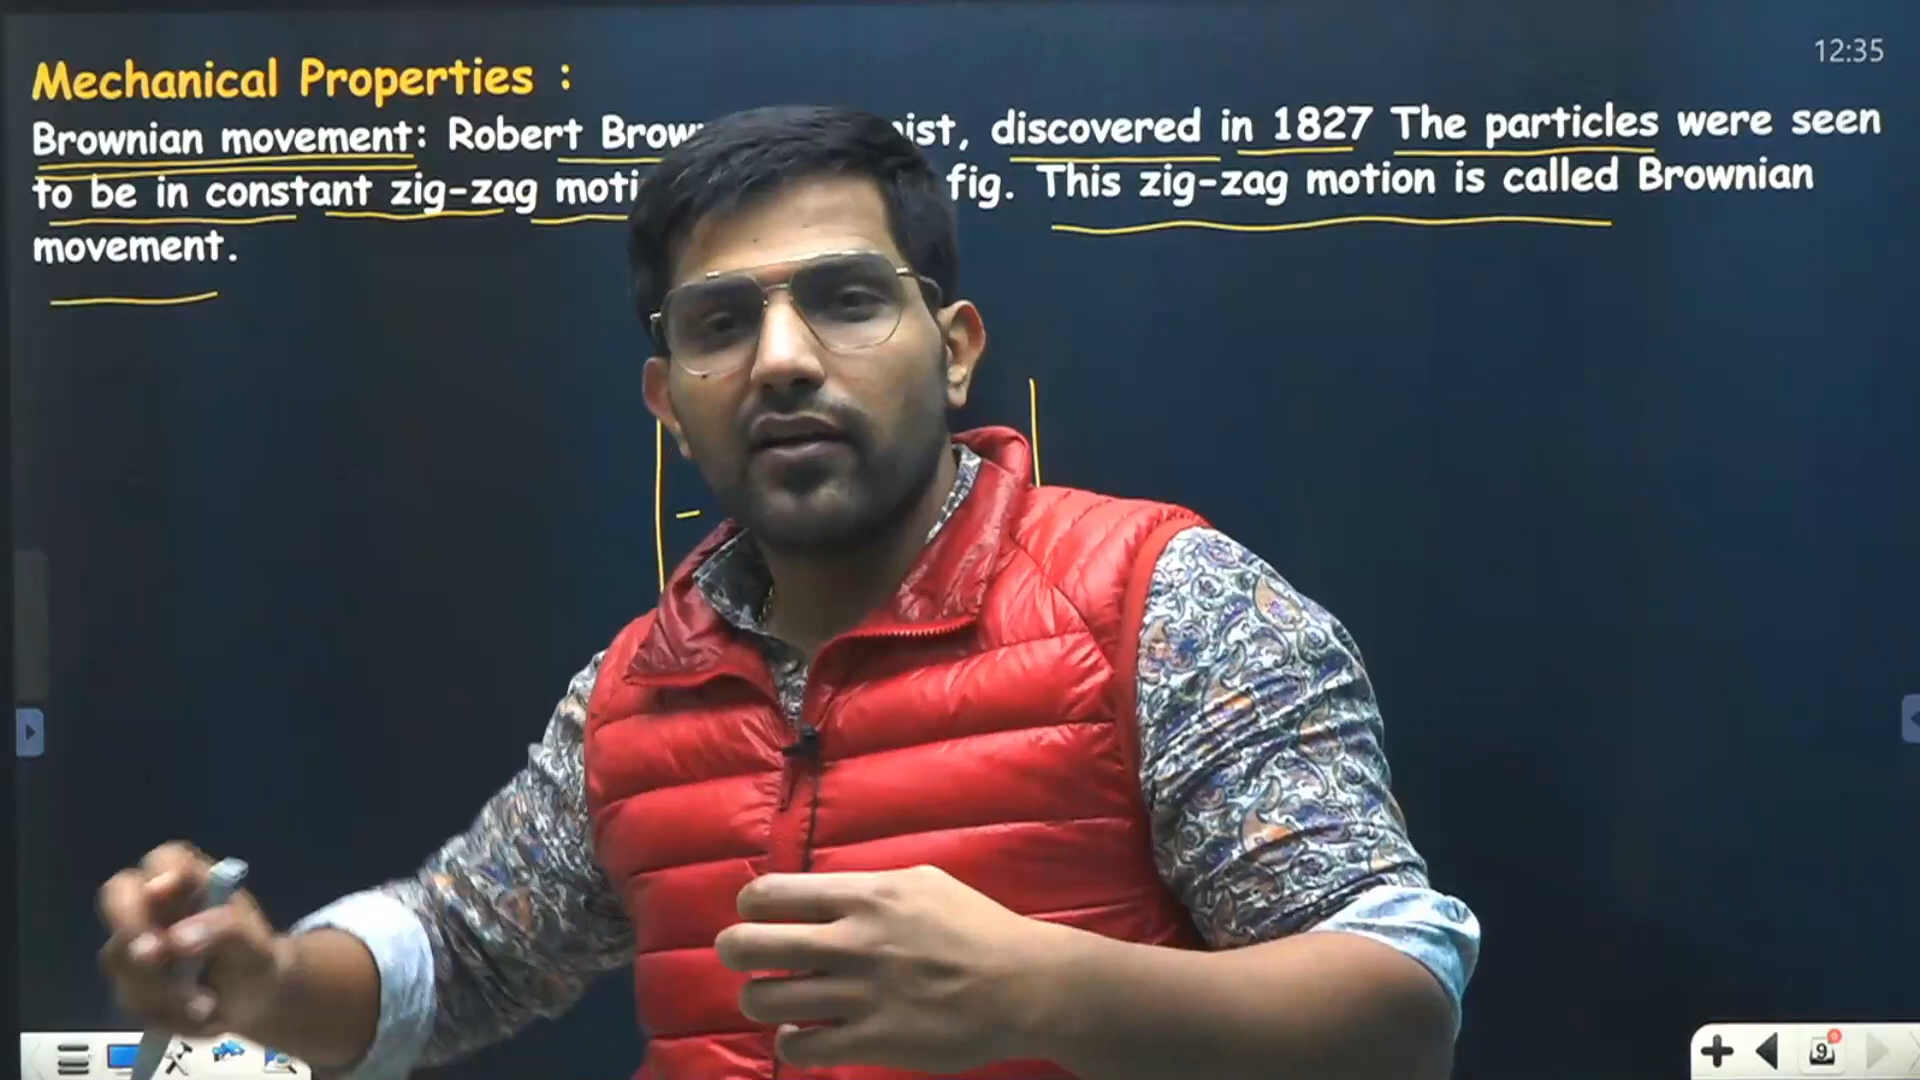 12:35
Mechanical Properties :
Brownian movement: Robert Brow ist, discovered in 1827 The particles were seen
to be in constant zig-zag moti fig. This zig-zag motion is called Brownian
movement.
9